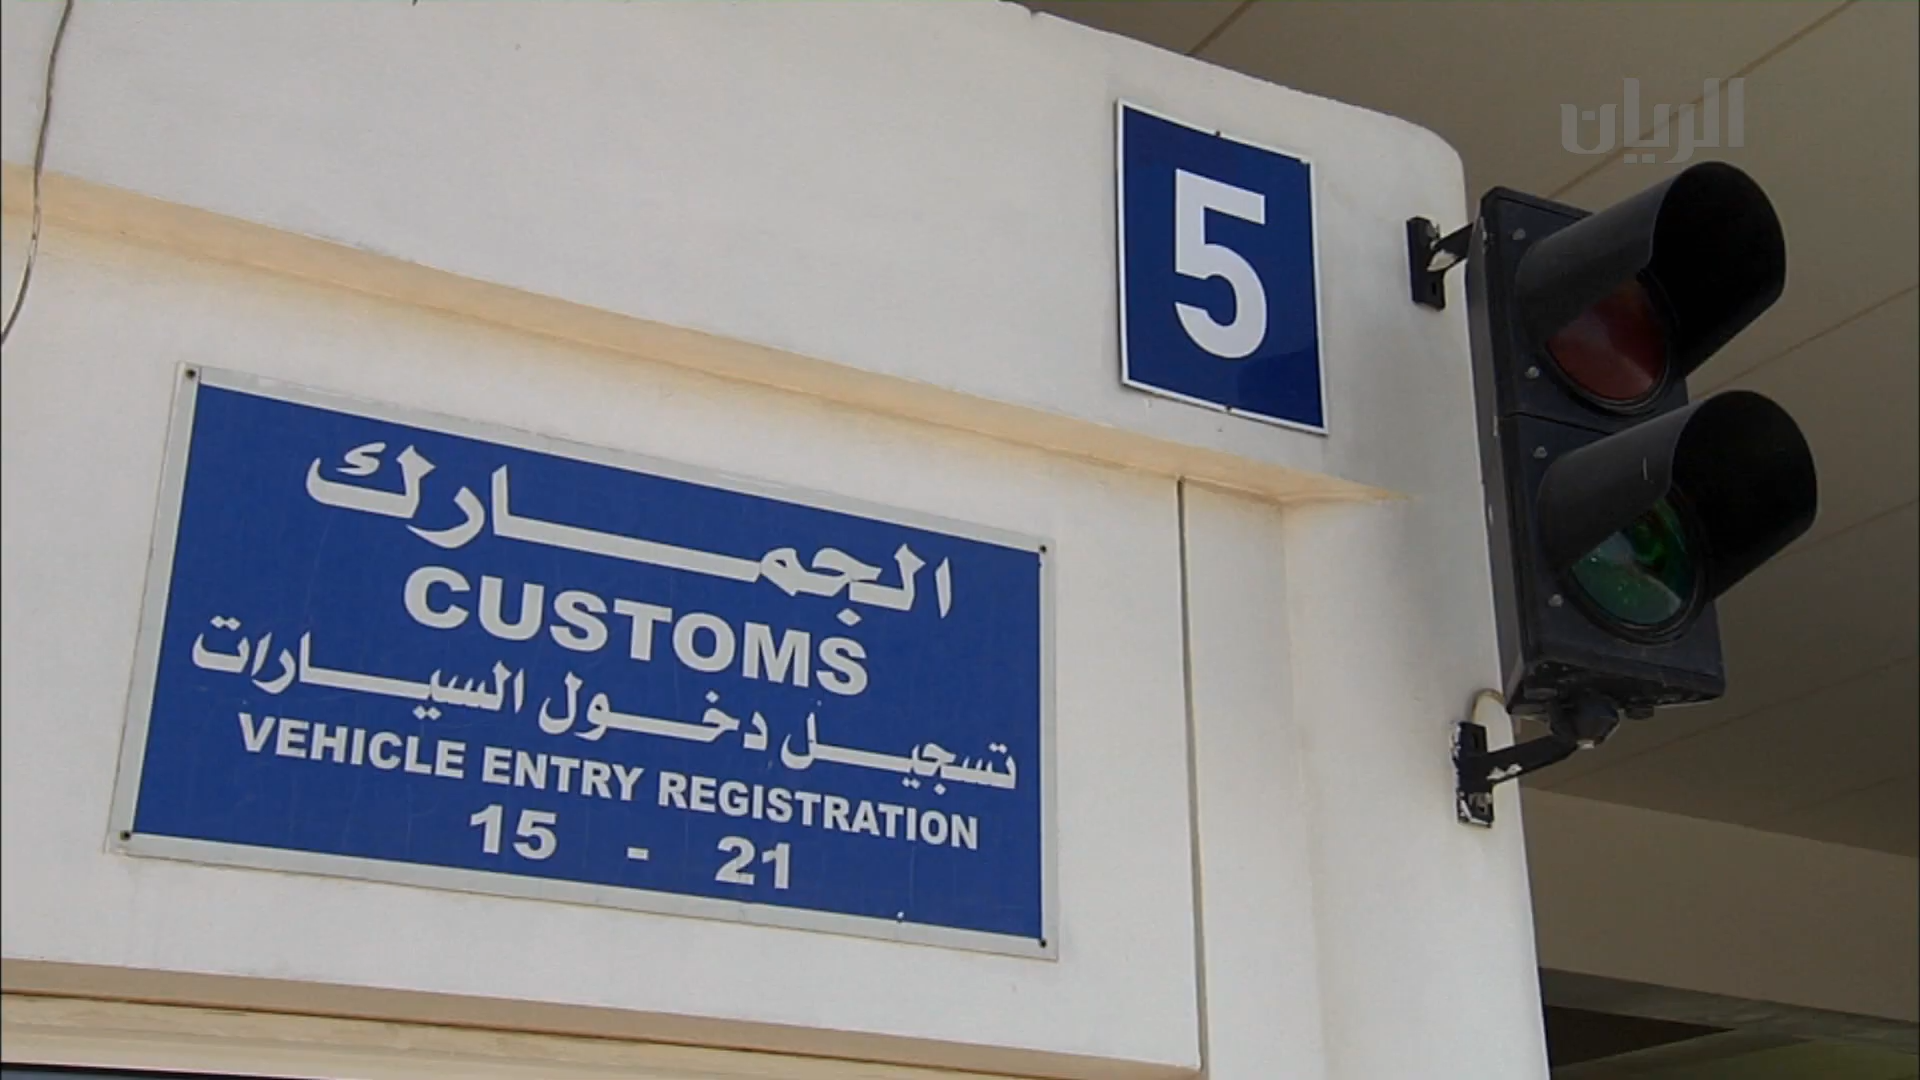 الريان
5
الجمارك
CUSTOMS
تسجيل دخول السيارات
VEHICLE ENTRY REGISTRATION
15 - 21